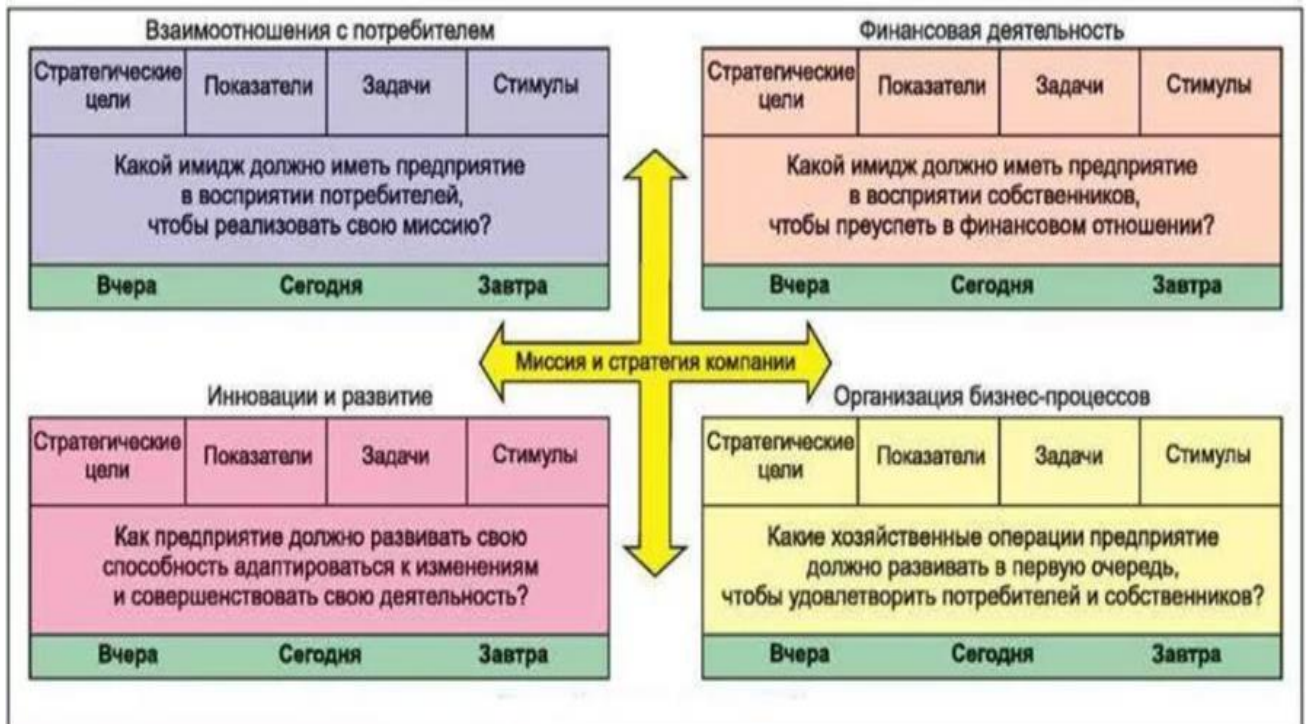 Взаимоотношения с потребителем
Стратегические цели
Показатели
Задачи
Стимулы
Какой имидж должно иметь предприятие
в восприятии потребителей,
чтобы реализовать свою миссию?
Вчера Сегодня Завтра
Финансовая деятельность
Стратегические цели
Показатели
Задачи
Стимулы
Какой имидж должно иметь предприятие
в восприятии собственников,
чтобы преуспеть в финансовом отношении?
Вчера Сегодня Завтра
Миссия и стратегия компании
Инновации и развитие
Стратегические цели
Показатели
Задачи
Стимулы
Как предприятие должно развивать свою
способность адаптироваться к изменениям
и совершенствовать свою деятельность?
Вчера Сегодня Завтра
Организация бизнес-процессов
Стратегические цели
Показатели
Задачи
Стимулы
Какие хозяйственные операции предприятие
должно развивать в первую очередь,
чтобы удовлетворить потребителей и собственников?
Вчера Сегодня Завтра